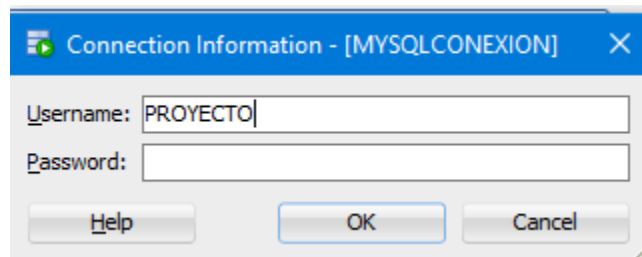 Connection Information - [MYSQLCONEXION]
Username: PROYECTO
Password:
Help OK Cancel